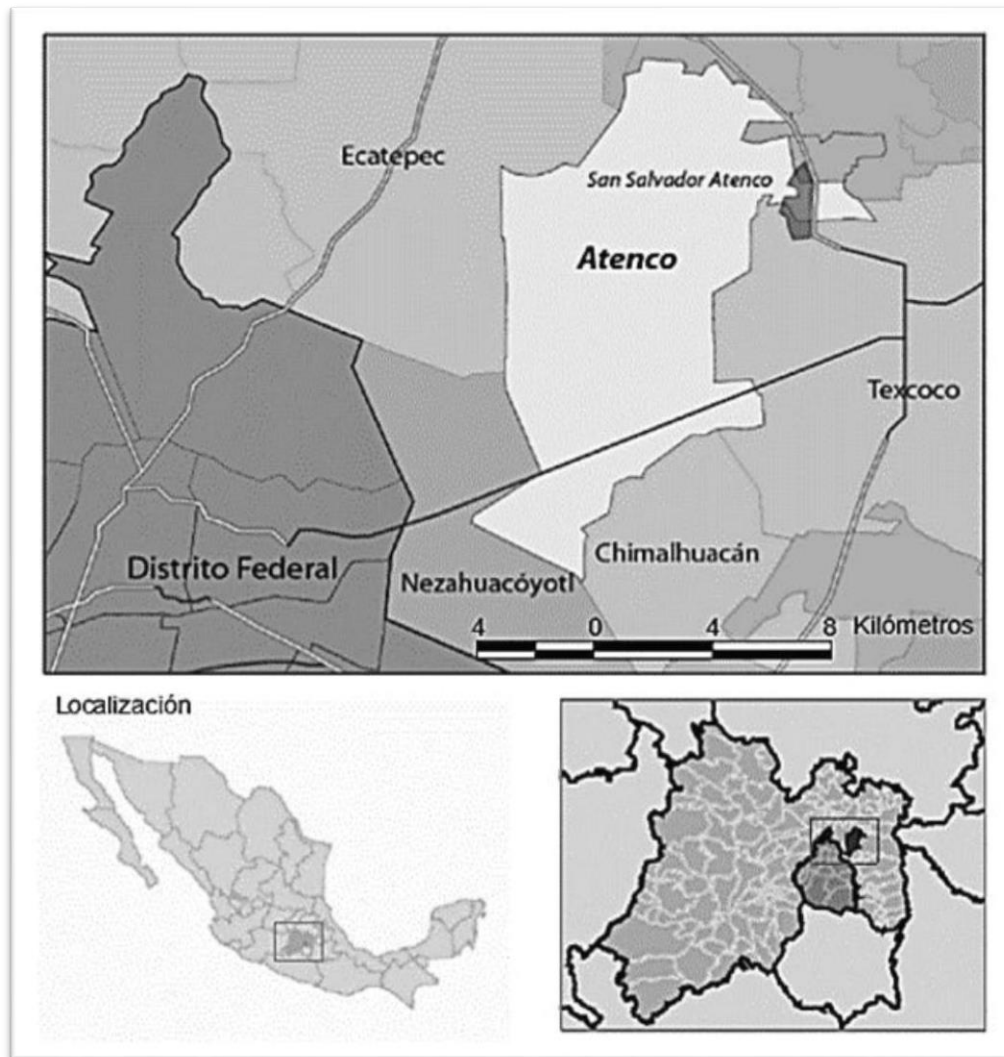 Ecatepec
San Salvador Atenco
Atenco
Texcoco
Distrito Federal
Nezahuacóyotl
Chimalhuacán
4 0 4 8 Kilómetros
Localización